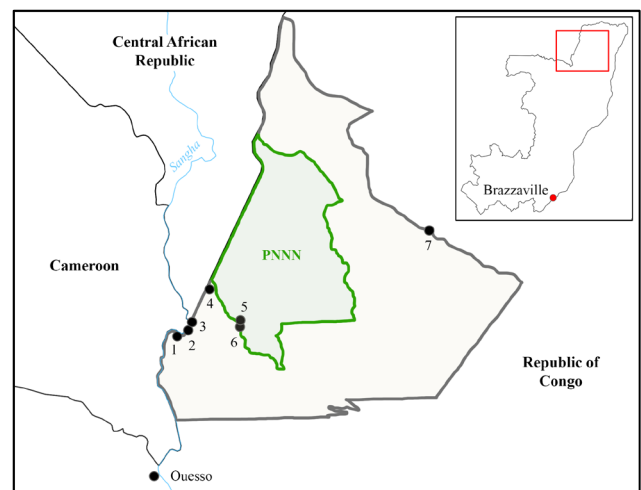 Central African
Republic
Sangha
Brazzaville
Cameroon
PNNN
7
4
5
3
2
1
6
Republic of
Congo
Ouesso